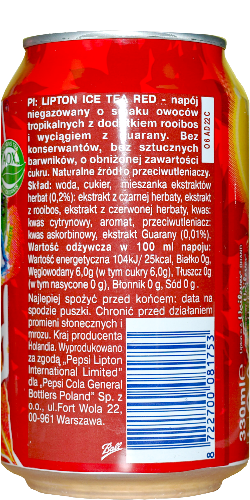 PI: LIPTON ICE TEA RED - napój
niegazowany o smaku owoców
tropikalnych z dodatkiem rooibos
i wyciągiem z guarany. Bez
konserwantów, bez sztucznych
barwników, o obniżonej zawartości
cukru. Naturalne źródło przeciwutleniaczy.
Skład: woda, cukier, mieszanka ekstraktów
herbat (0,2%): ekstrakt z czarnej herbaty, ekstrakt
z rooibos, ekstrakt z czerwonej herbaty, kwas:
kwas cytrynowy, aromat, przeciwutleniacz:
kwas askorbinowy, ekstrakt Guarany (0,01%).
Wartość odżywcza w 100 ml napoju:
Wartość energetyczna 104kJ/ 25kcal, Białko 0g,
Węglowodany 6,0g (w tym cukry 6,0g), Tłuszcz 0g
(w tym nasycone 0 g), Błonnik 0 g, Sód 0 g.
Najlepiej spożyć przed końcem: data na
spodzie puszki. Chronić przed działaniem
promieni słonecznych i
mrozu. Kraj producenta
Holandia. Wyprodukowano
za zgodą „Pepsi Lipton
International Limited"
dla „Pepsi Cola General
Bottlers Poland" Sp. z
o.o., ul.Fort Wola 22,
00-961 Warszawa.
8 722700 081753
Ball
06AD22C
330ml